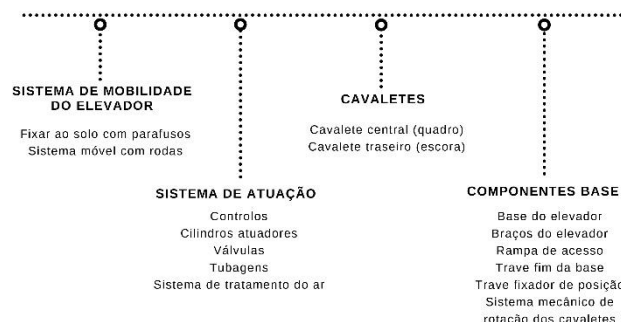 SISTEMA DE MOBILIDADE
DO ELEVADOR
Fixar ao solo com parafusos
Sistema móvel com rodas
SISTEMA DE ATUAÇÃO
Controlos
Cilindros atuadores
Válvulas
Tubagens
Sistema de tratamento do ar
CAVALETES
Cavalete central (quadro)
Cavalete traseiro (escora)
COMPONENTES BASE
Base do elevador
Braços do elevador
Rampa de acesso
Trave fim da base
Trave fixador de posição
Sistema mecânico de
rotação dos cavaletes